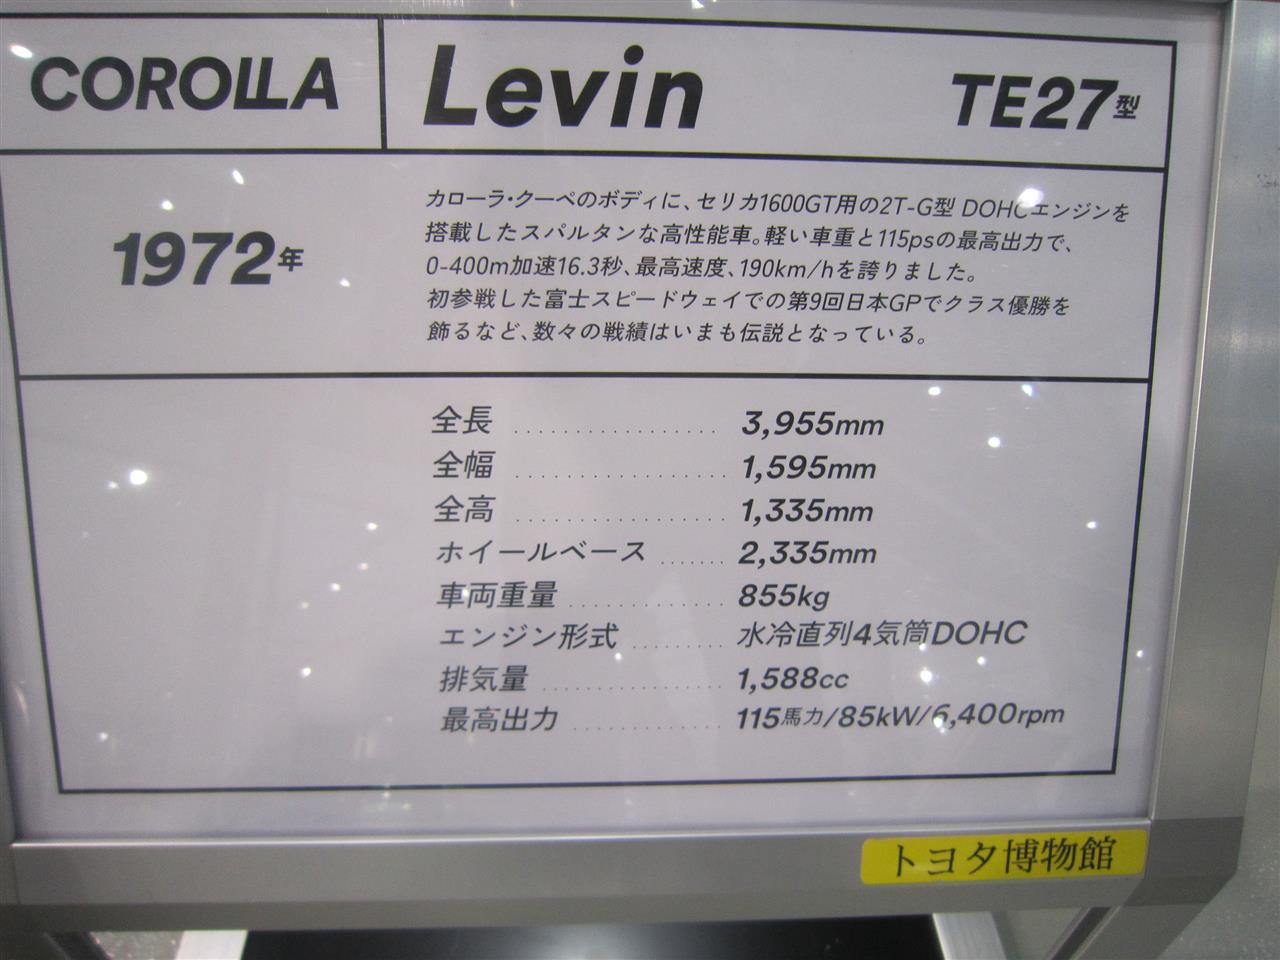 COROLLA
Levin
TE27型
1972年
カローラ・クーペのボディに、セリカ1600GT用の2T-G型 DOHCエンジンを
搭載したスパルタンな高性能車。軽い車重と115psの最高出力で、
0-400m加速16.3秒、最高速度、190km/hを誇りました。
初参戦した富士スピードウェイでの第9回日本GPでクラス優勝を
飾るなど、数々の戦績はいまも伝説となっている。
全長 .................. 3,955mm
全幅 .................. 1,595mm
全高 .................. 1,335mm
ホイールベース ...... 2,335mm
車両重量 ............. 855kg
エンジン形式 ......... 水冷直列4気筒DOHC
排気量 ................ 1,588cc
最高出力 ............. 115馬力/85kW/6,400rpm
トヨタ博物館